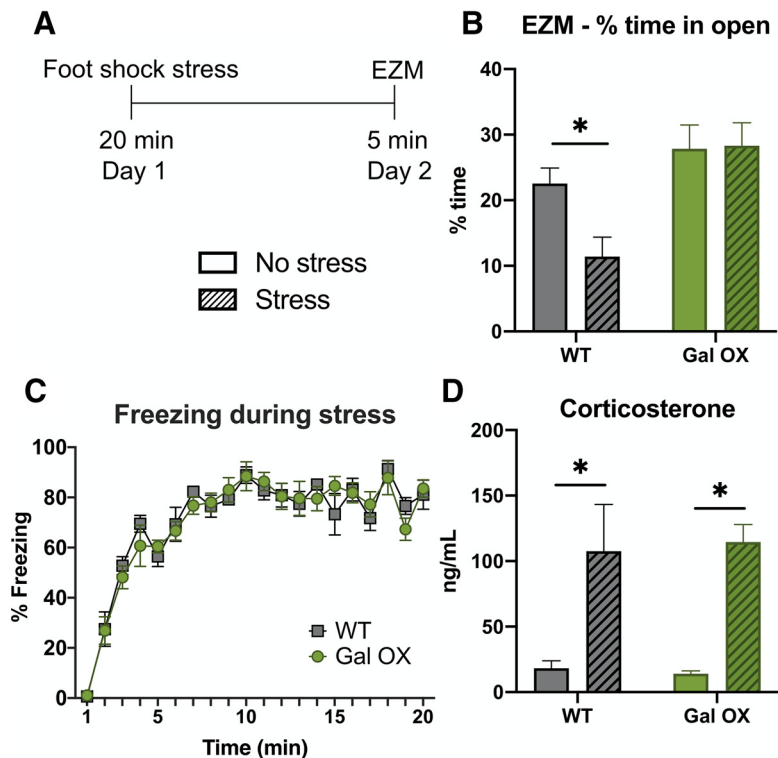 A
Foot shock stress
EZM
20 min
Day 1
5 min
Day 2
No stress
Stress
B
EZM - % time in open
% time
40
30
20
10
0
*
WT
Gal OX
C
Freezing during stress
% Freezing
100
80
60
40
20
0
WT
Gal OX
1
5
10
15
20
Time (min)
D
Corticosterone
ng/mL
200
150
100
50
0
*
*
WT
Gal OX